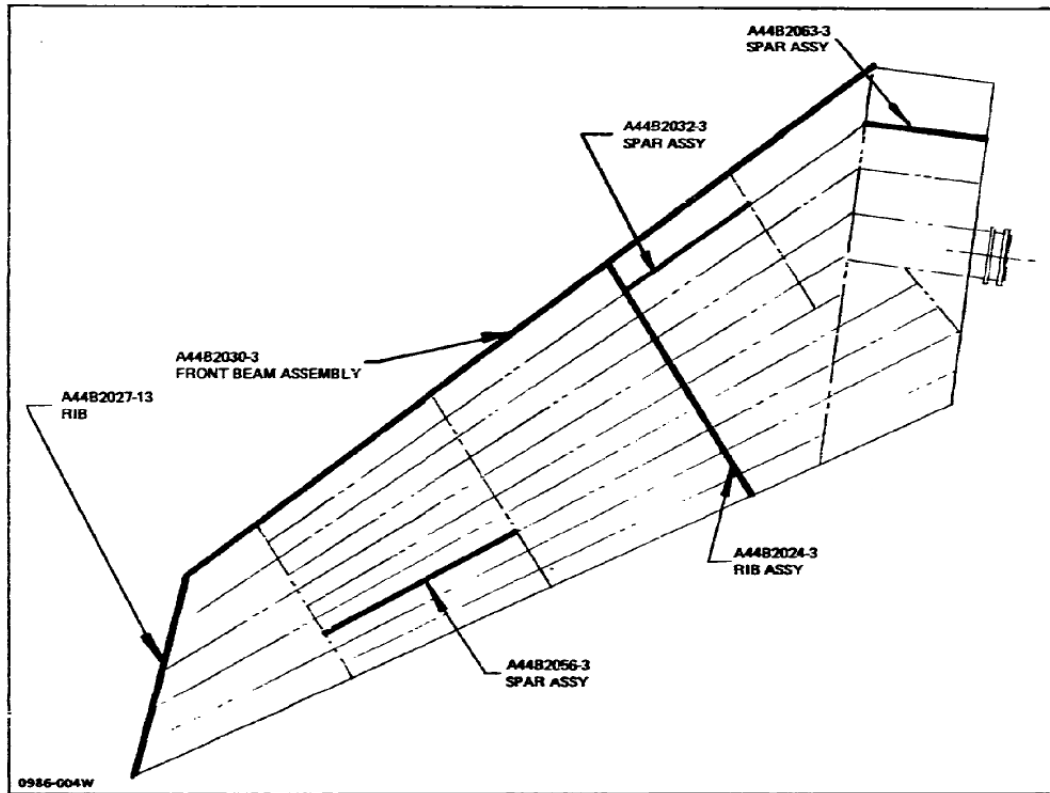 A44B2063-3
SPAR ASSY
A44B2032-3
SPAR ASSY
A44B2030-3
FRONT BEAM ASSEMBLY
A44B2027-13
RIB
A44B2024-3
RIB ASSY
A44B2056-3
SPAR ASSY
0986-004W